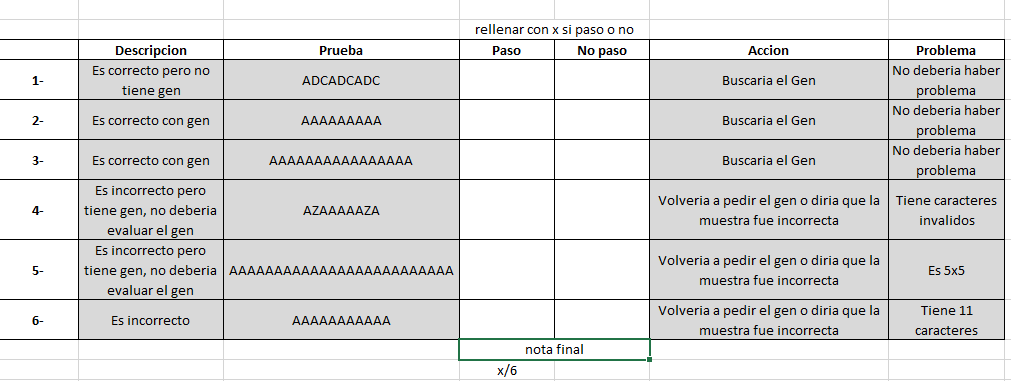 rellenar con x si paso o no
Descripcion Prueba Paso No paso Accion Problema
1- Es correcto pero no tiene gen ADCADCADC Buscaria el Gen No deberia haber problema
2- Es correcto con gen AAAAAAAAA Buscaria el Gen No deberia haber problema
3- Es correcto con gen AAAAAAAAAAAAAAAA Buscaria el Gen No deberia haber problema
4- Es incorrecto pero tiene gen, no deberia evaluar el gen AZAAAAAZA Volveria a pedir el gen o diria que la muestra fue incorrecta Tiene caracteres invalidos
5- Es incorrecto pero tiene gen, no deberia evaluar el gen AAAAAAAAAAAAAAAAAAAAAAAAA Volveria a pedir el gen o diria que la muestra fue incorrecta Es 5x5
6- Es incorrecto AAAAAAAAAAA Volveria a pedir el gen o diria que la muestra fue incorrecta Tiene 11 caracteres
nota final
x/6